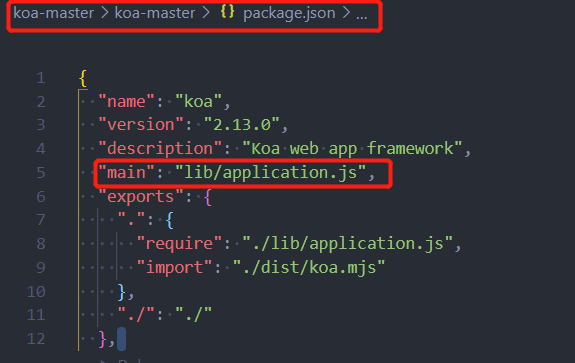 koa-master > koa-master > {} package.json > ...
1 {
2 "name": "koa",
3 "version": "2.13.0",
4 "description": "Koa web app framework",
5 "main": "lib/application.js",
6 "exports": {
7 ".": {
8 "require": "./lib/application.js",
9 "import": "./dist/koa.mjs"
10 },
11 "./": "./"
12 },